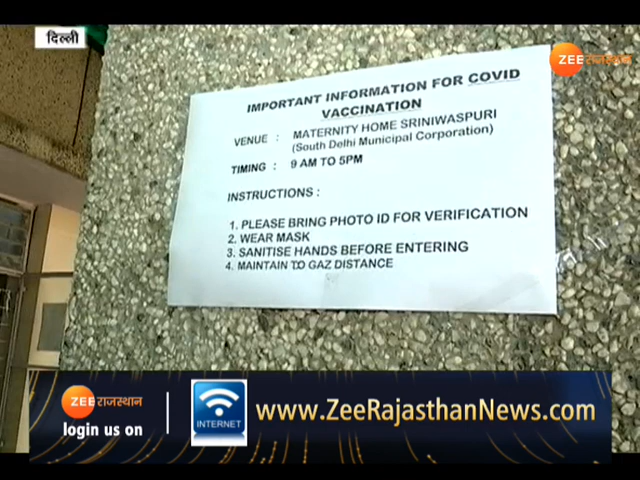 दिल्ली
ZEE राजस्थान
IMPORTANT INFORMATION FOR COVID
VACCINATION
VENUE : MATERNITY HOME SRINIWASPURI
(South Delhi Municipal Corporation)
TIMING : 9 AM TO 5PM
INSTRUCTIONS :
1. PLEASE BRING PHOTO ID FOR VERIFICATION
2. WEAR MASK
3. SANITISE HANDS BEFORE ENTERING
4. MAINTAIN TO GAZ DISTANCE
ZEE राजस्थान
login us on
INTERNET
www.ZeeRajasthanNews.com